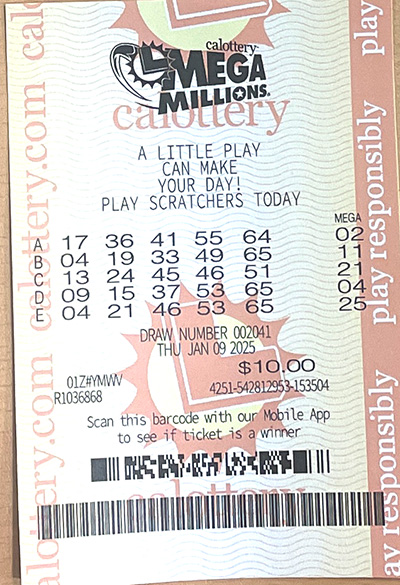 calottery
MEGA
MILLIONS.
calottery
A LITTLE PLAY
CAN MAKE
YOUR DAY!
PLAY SCRATCHERS TODAY
MEGA
A 17 36 41 55 64 02
B 04 19 33 49 65 11
C 13 24 45 46 51 21
D 09 15 37 53 65 04
E 04 21 46 53 65 25
DRAW NUMBER 002041
THU JAN 09 2025
$10.00
01Z#YMWV 4251-542812953-153504
R1036868
Scan this barcode with our Mobile App
to see if ticket is a winner
calottery
calottery.com
calottery.com
play responsibly
play responsibly
play